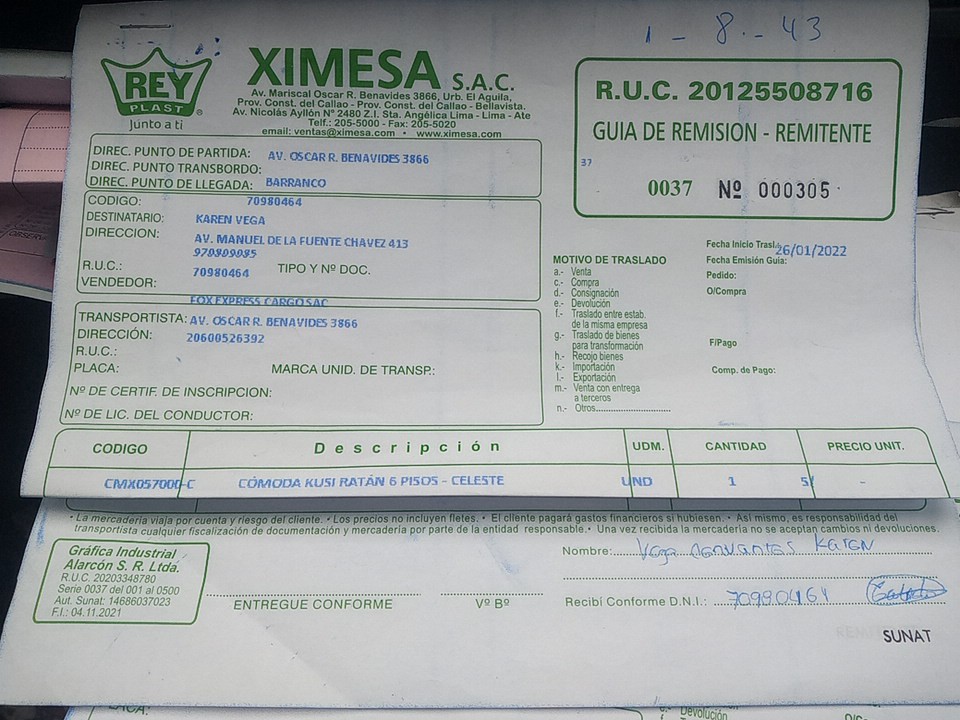 1 - 8 - 43
REY
PLAST ®
Junto a ti
XIMESA S.A.C.
Av. Mariscal Oscar R. Benavides 3866, Urb. El Aguila,
Prov. Const. del Callao - Prov. Const. del Callao - Bellavista.
Av. Nicolás Ayllón Nº 2480 Z.I. Sta. Angélica Lima - Lima - Ate
Telf.: 205-5000 - Fax: 205-5020
email: ventas@ximesa.com • www.ximesa.com
R.U.C. 20125508716
GUIA DE REMISION - REMITENTE
37
0037 Nº 000305
DIREC. PUNTO DE PARTIDA: AV. OSCAR R. BENAVIDES 3866
DIREC. PUNTO TRANSBORDO:
DIREC. PUNTO DE LLEGADA: BARRANCO
CODIGO: 70980464
DESTINATARIO: KAREN VEGA
DIRECCION: AV. MANUEL DE LA FUENTE CHAVEZ 413
R.U.C.: 70980464 TIPO Y Nº DOC.
VENDEDOR:
FOX EXPRESS CARGO SAC
TRANSPORTISTA: AV. OSCAR R. BENAVIDES 3866
DIRECCIÓN: 20600526392
R.U.C.:
PLACA: MARCA UNID. DE TRANSP.:
Nº DE CERTIF. DE INSCRIPCION:
Nº DE LIC. DEL CONDUCTOR:
MOTIVO DE TRASLADO
a.- Venta
c.- Compra
d.- Consignación
e.- Devolución
f.- Traslado entre estab.
de la misma empresa
g.- Traslado de bienes
para transformación
h.- Recojo bienes
k.- Importación
l.- Exportación
m.- Venta con entrega
a terceros
n.- Otros
Fecha Inicio Trasl.: 26/01/2022
Fecha Emisión Guia:
Pedido:
O/Compra
F/Pago
Comp. de Pago:
CODIGO Descripción UDM. CANTIDAD PRECIO UNIT.
CMX057000-C CÓMODA KUSI RATÁN 6 PISOS - CELESTE UND 1 S/ -
• La mercadería viaja por cuenta y riesgo del cliente. • Los precios no incluyen fletes. • El cliente pagará gastos financieros si hubiesen. • Así mismo, es responsabilidad del
transportista cualquier fiscalización de documentación y mercadería por parte de la entidad responsable. • Una vez recibida la mercadería no se aceptan cambios ni devoluciones.
Gráfica Industrial
Alarcón S. R. Ltda.
R.U.C. 20203348780
Serie 0037 del 001 al 0500
Aut. Sunat: 14686037023
F.I.: 04.11.2021
ENTREGUE CONFORME
Vº Bº
Nombre: Vega Cervantes Karen
Recibí Conforme D.N.I.: 70980464
SUNAT
PLACA:
e.- Devolución